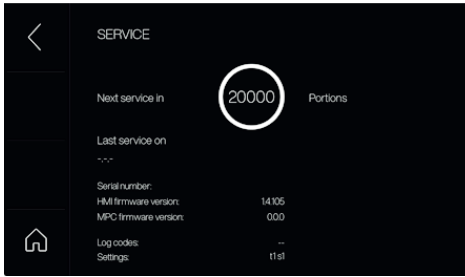 SERVICE
Next service in 20000 Portions
Last service on
-.-.-
Serial number:
HMI firmware version: 1.4.105
MPC firmware version: 0.0.0
Log codes: --
Settings: t1 s1